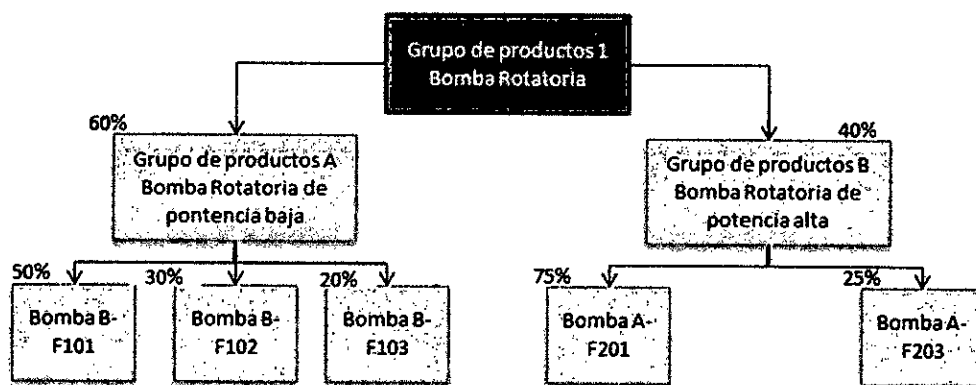 Grupo de productos 1
Bomba Rotatoria
60%
40%
Grupo de productos A
Bomba Rotatoria de
pontencia baja
Grupo de productos B
Bomba Rotatoria de
potencia alta
50%
30%
20%
75%
25%
Bomba B-
F101
Bomba B-
F102
Bomba B-
F103
Bomba A-
F201
Bomba A-
F203